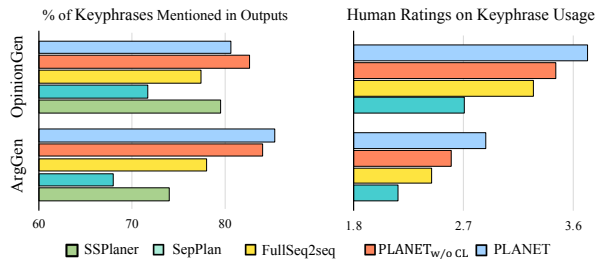 % of Keyphrases Mentioned in Outputs
Human Ratings on Keyphrase Usage
OpinionGen
ArgGen
60 70 80
1.8 2.7 3.6
SSPlaner SepPlan FullSeq2seq PLANET w/o CL PLANET